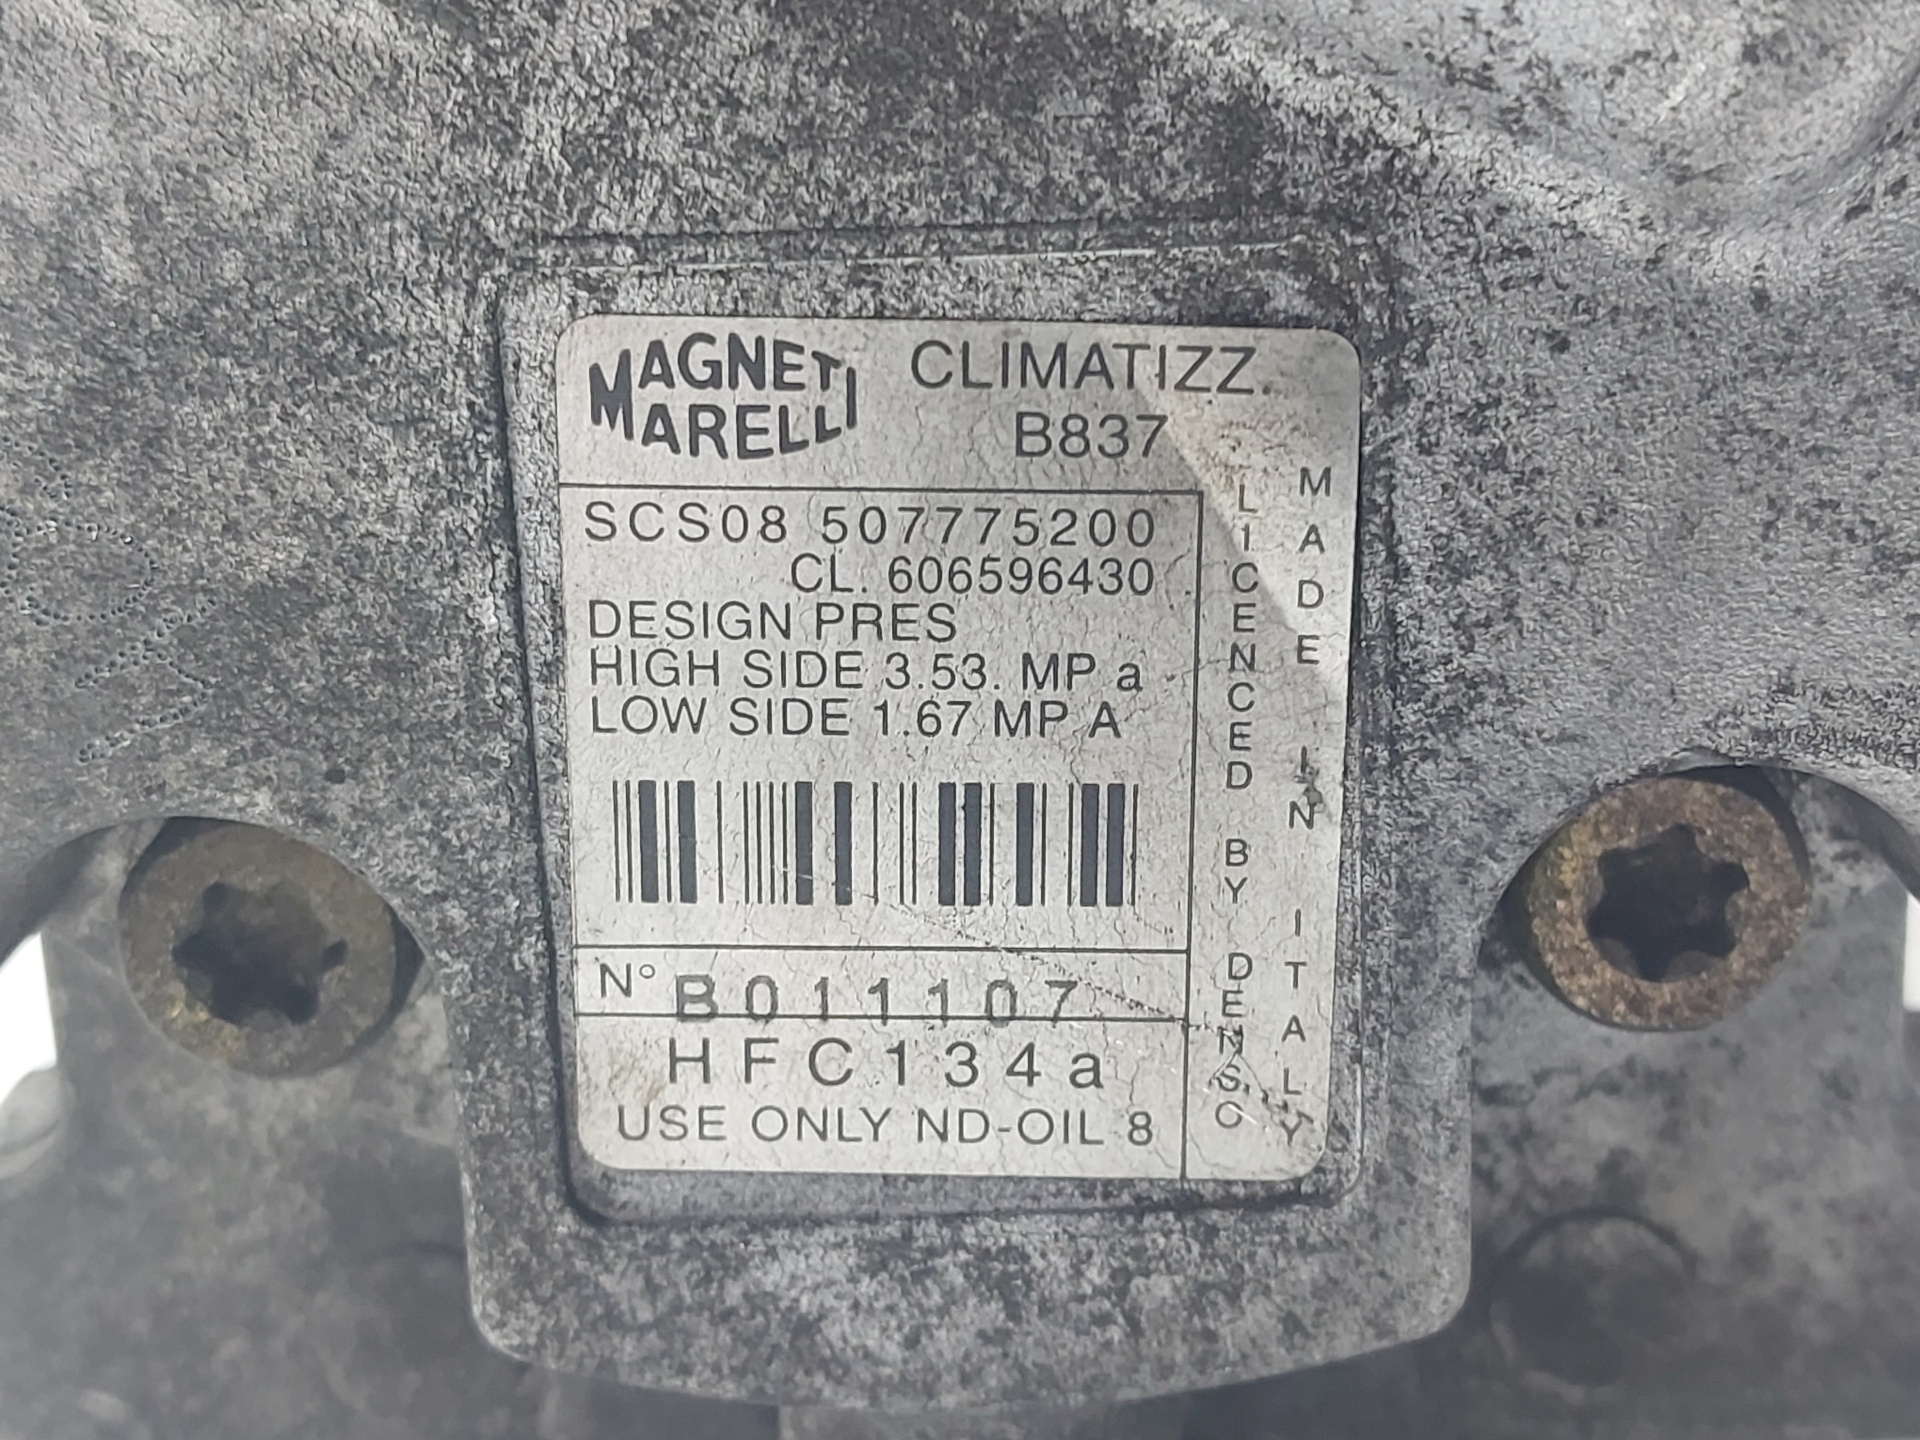 MAGNETI MARELLI
CLIMATIZZ.
B837
SCS08 507775200
CL. 606596430
DESIGN PRES
HIGH SIDE 3.53. MP a
LOW SIDE 1.67 MP A
N° B011107
HFC134a
USE ONLY ND-OIL 8
LICENCED BY DENSO
MADE IN ITALY